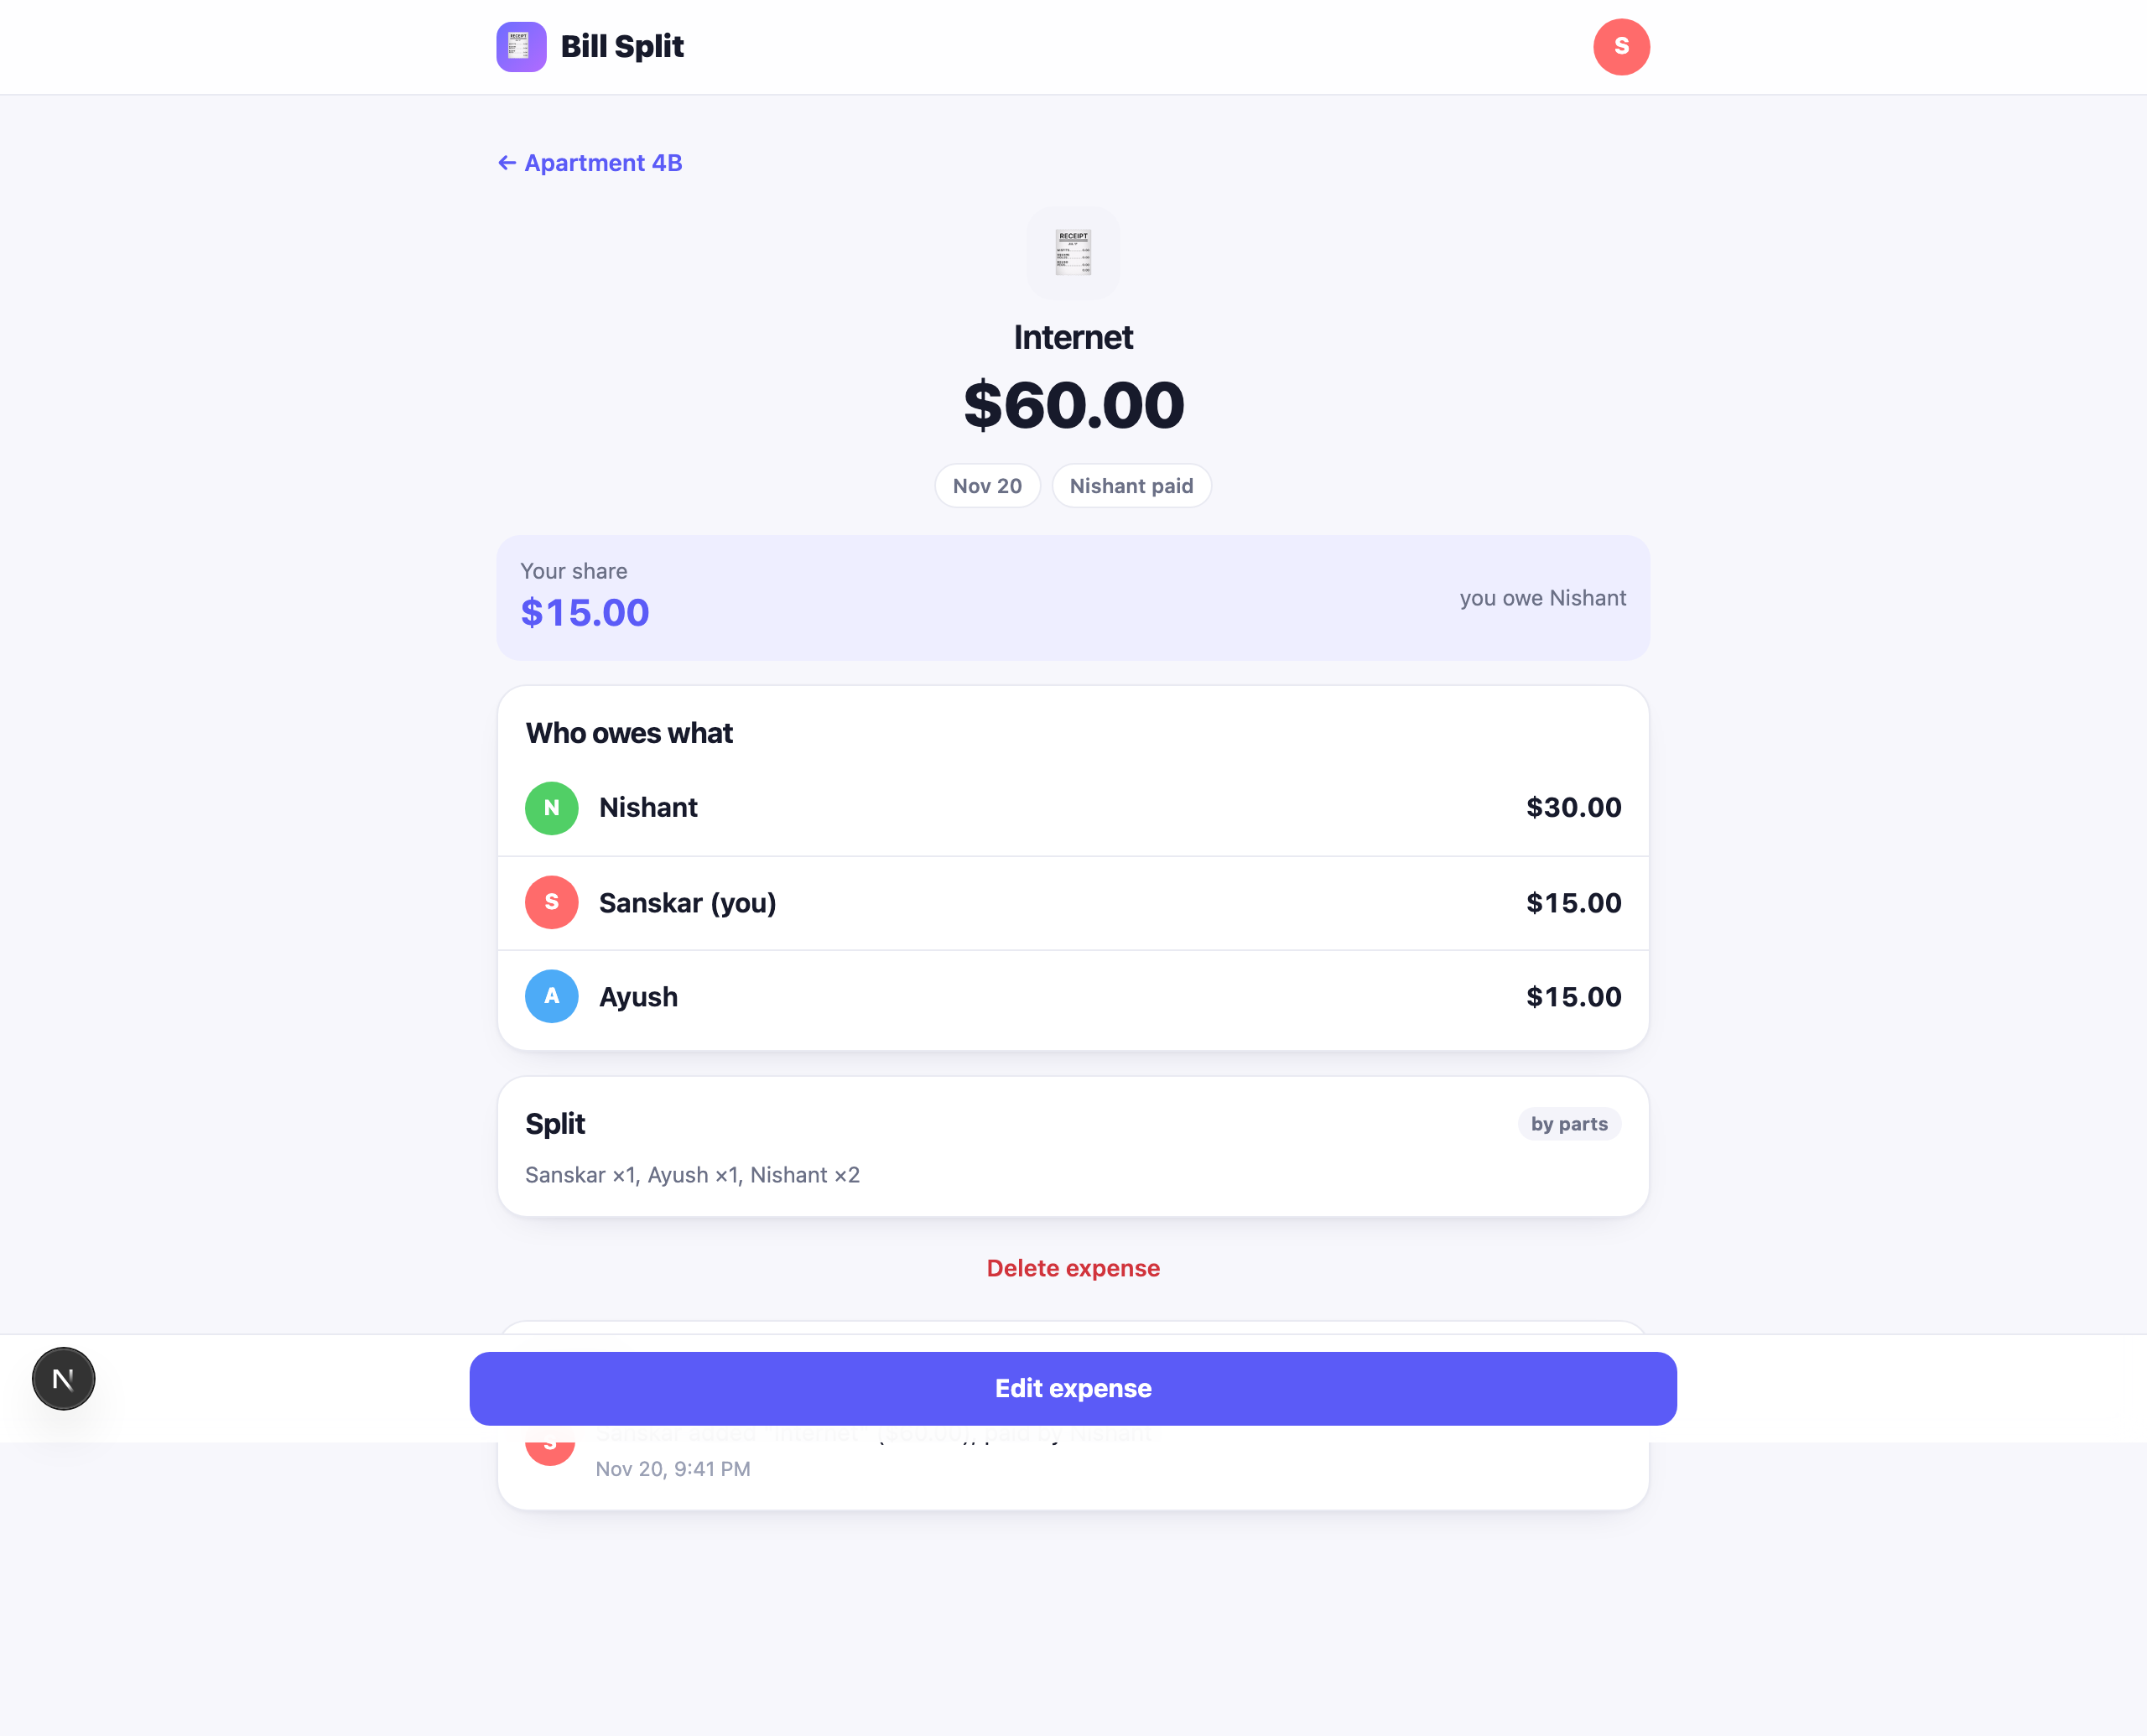 Bill Split
S
← Apartment 4B
RECEIPT
Internet
$60.00
Nov 20
Nishant paid
Your share
$15.00
you owe Nishant
Who owes what
N
Nishant
$30.00
S
Sanskar (you)
$15.00
A
Ayush
$15.00
Split
by parts
Sanskar ×1, Ayush ×1, Nishant ×2
Delete expense
N
Edit expense
S
Nov 20, 9:41 PM